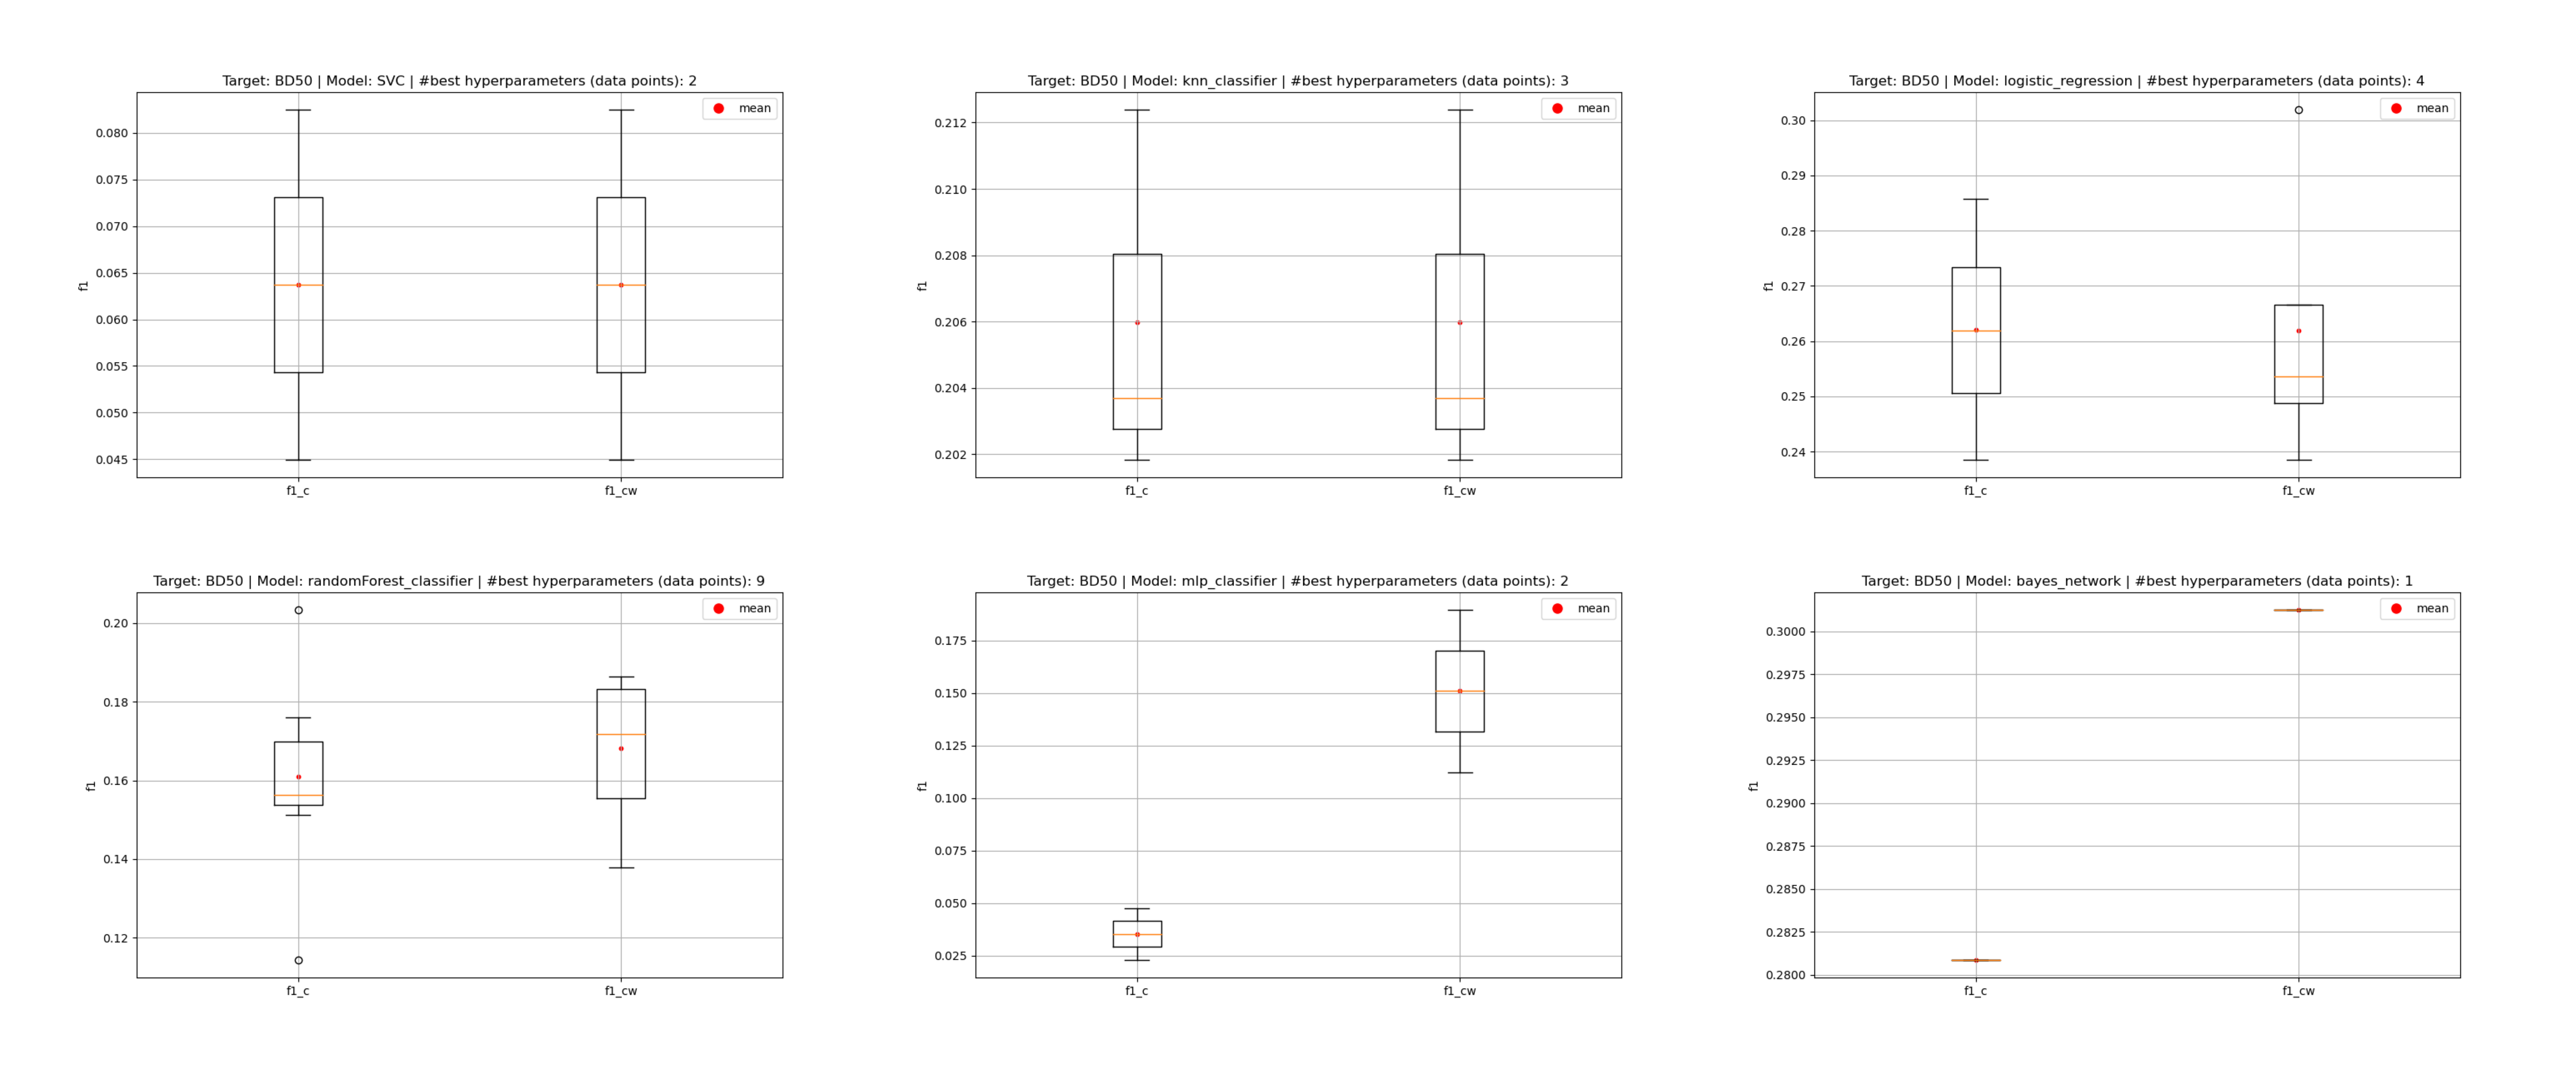 Target: BD50 | Model: SVC | #best hyperparameters (data points): 2
mean
0.080
0.075
0.070
0.065
0.060
0.055
0.050
0.045
f1
f1_c
f1_cw
Target: BD50 | Model: knn_classifier | #best hyperparameters (data points): 3
mean
0.212
0.210
0.208
0.206
0.204
0.202
f1
f1_c
f1_cw
Target: BD50 | Model: logistic_regression | #best hyperparameters (data points): 4
mean
0.30
0.29
0.28
0.27
0.26
0.25
0.24
f1
f1_c
f1_cw
Target: BD50 | Model: randomForest_classifier | #best hyperparameters (data points): 9
mean
0.20
0.18
0.16
0.14
0.12
f1
f1_c
f1_cw
Target: BD50 | Model: mlp_classifier | #best hyperparameters (data points): 2
mean
0.175
0.150
0.125
0.100
0.075
0.050
0.025
f1
f1_c
f1_cw
Target: BD50 | Model: bayes_network | #best hyperparameters (data points): 1
mean
0.3000
0.2975
0.2950
0.2925
0.2900
0.2875
0.2850
0.2825
0.2800
f1
f1_c
f1_cw